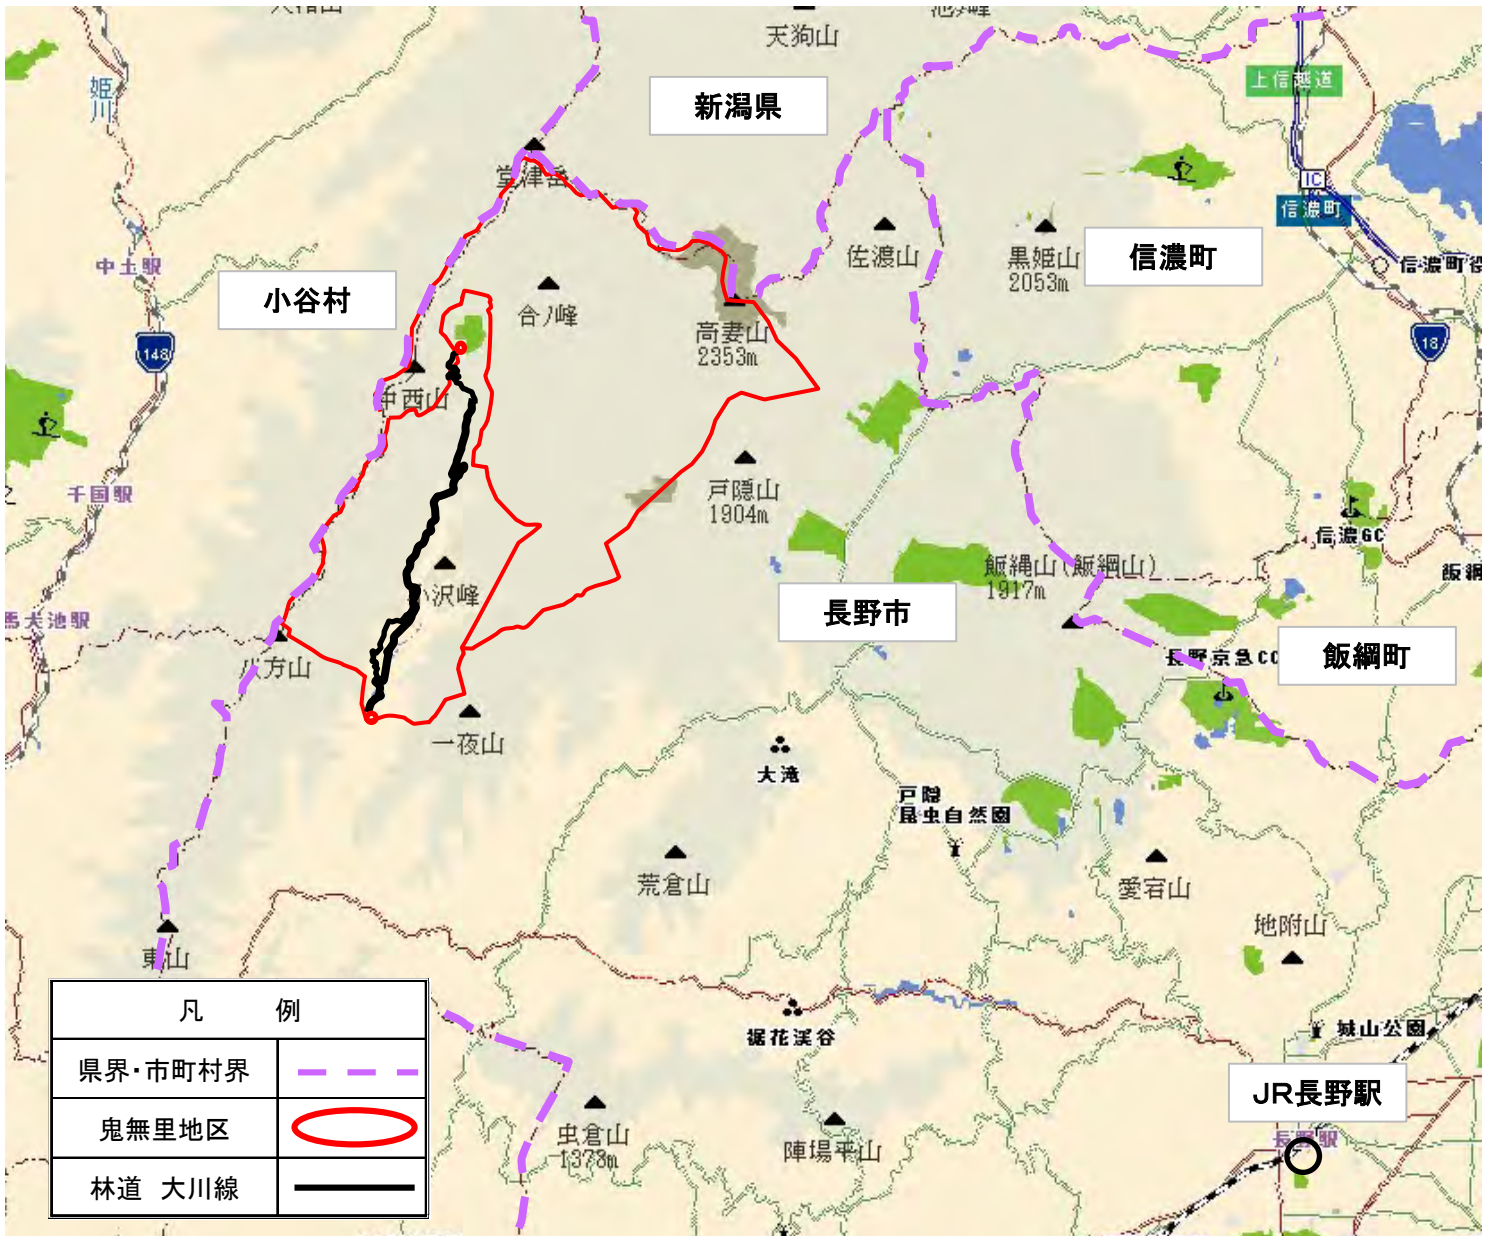 天狗山
姫川
新潟県
上信越道
堂津岳
IC
信濃町
佐渡山
黒姫山
2053m
信濃町
信濃町役
中土駅
小谷村
合ノ峰
高妻山
2353m
148
18
中西山
千国駅
戸隠山
1904m
信濃GC
飯縄山(飯綱山)
1917m
飯綱
小沢峰
長野市
馬大池駅
八方山
長野京急CC
飯綱町
一夜山
大滝
戸隠
昆虫自然園
荒倉山
愛宕山
地附山
東山
裾花渓谷
城山公園
凡 例
県界・市町村界
鬼無里地区
林道 大川線
JR長野駅
長野駅
虫倉山
1378m
陣場平山